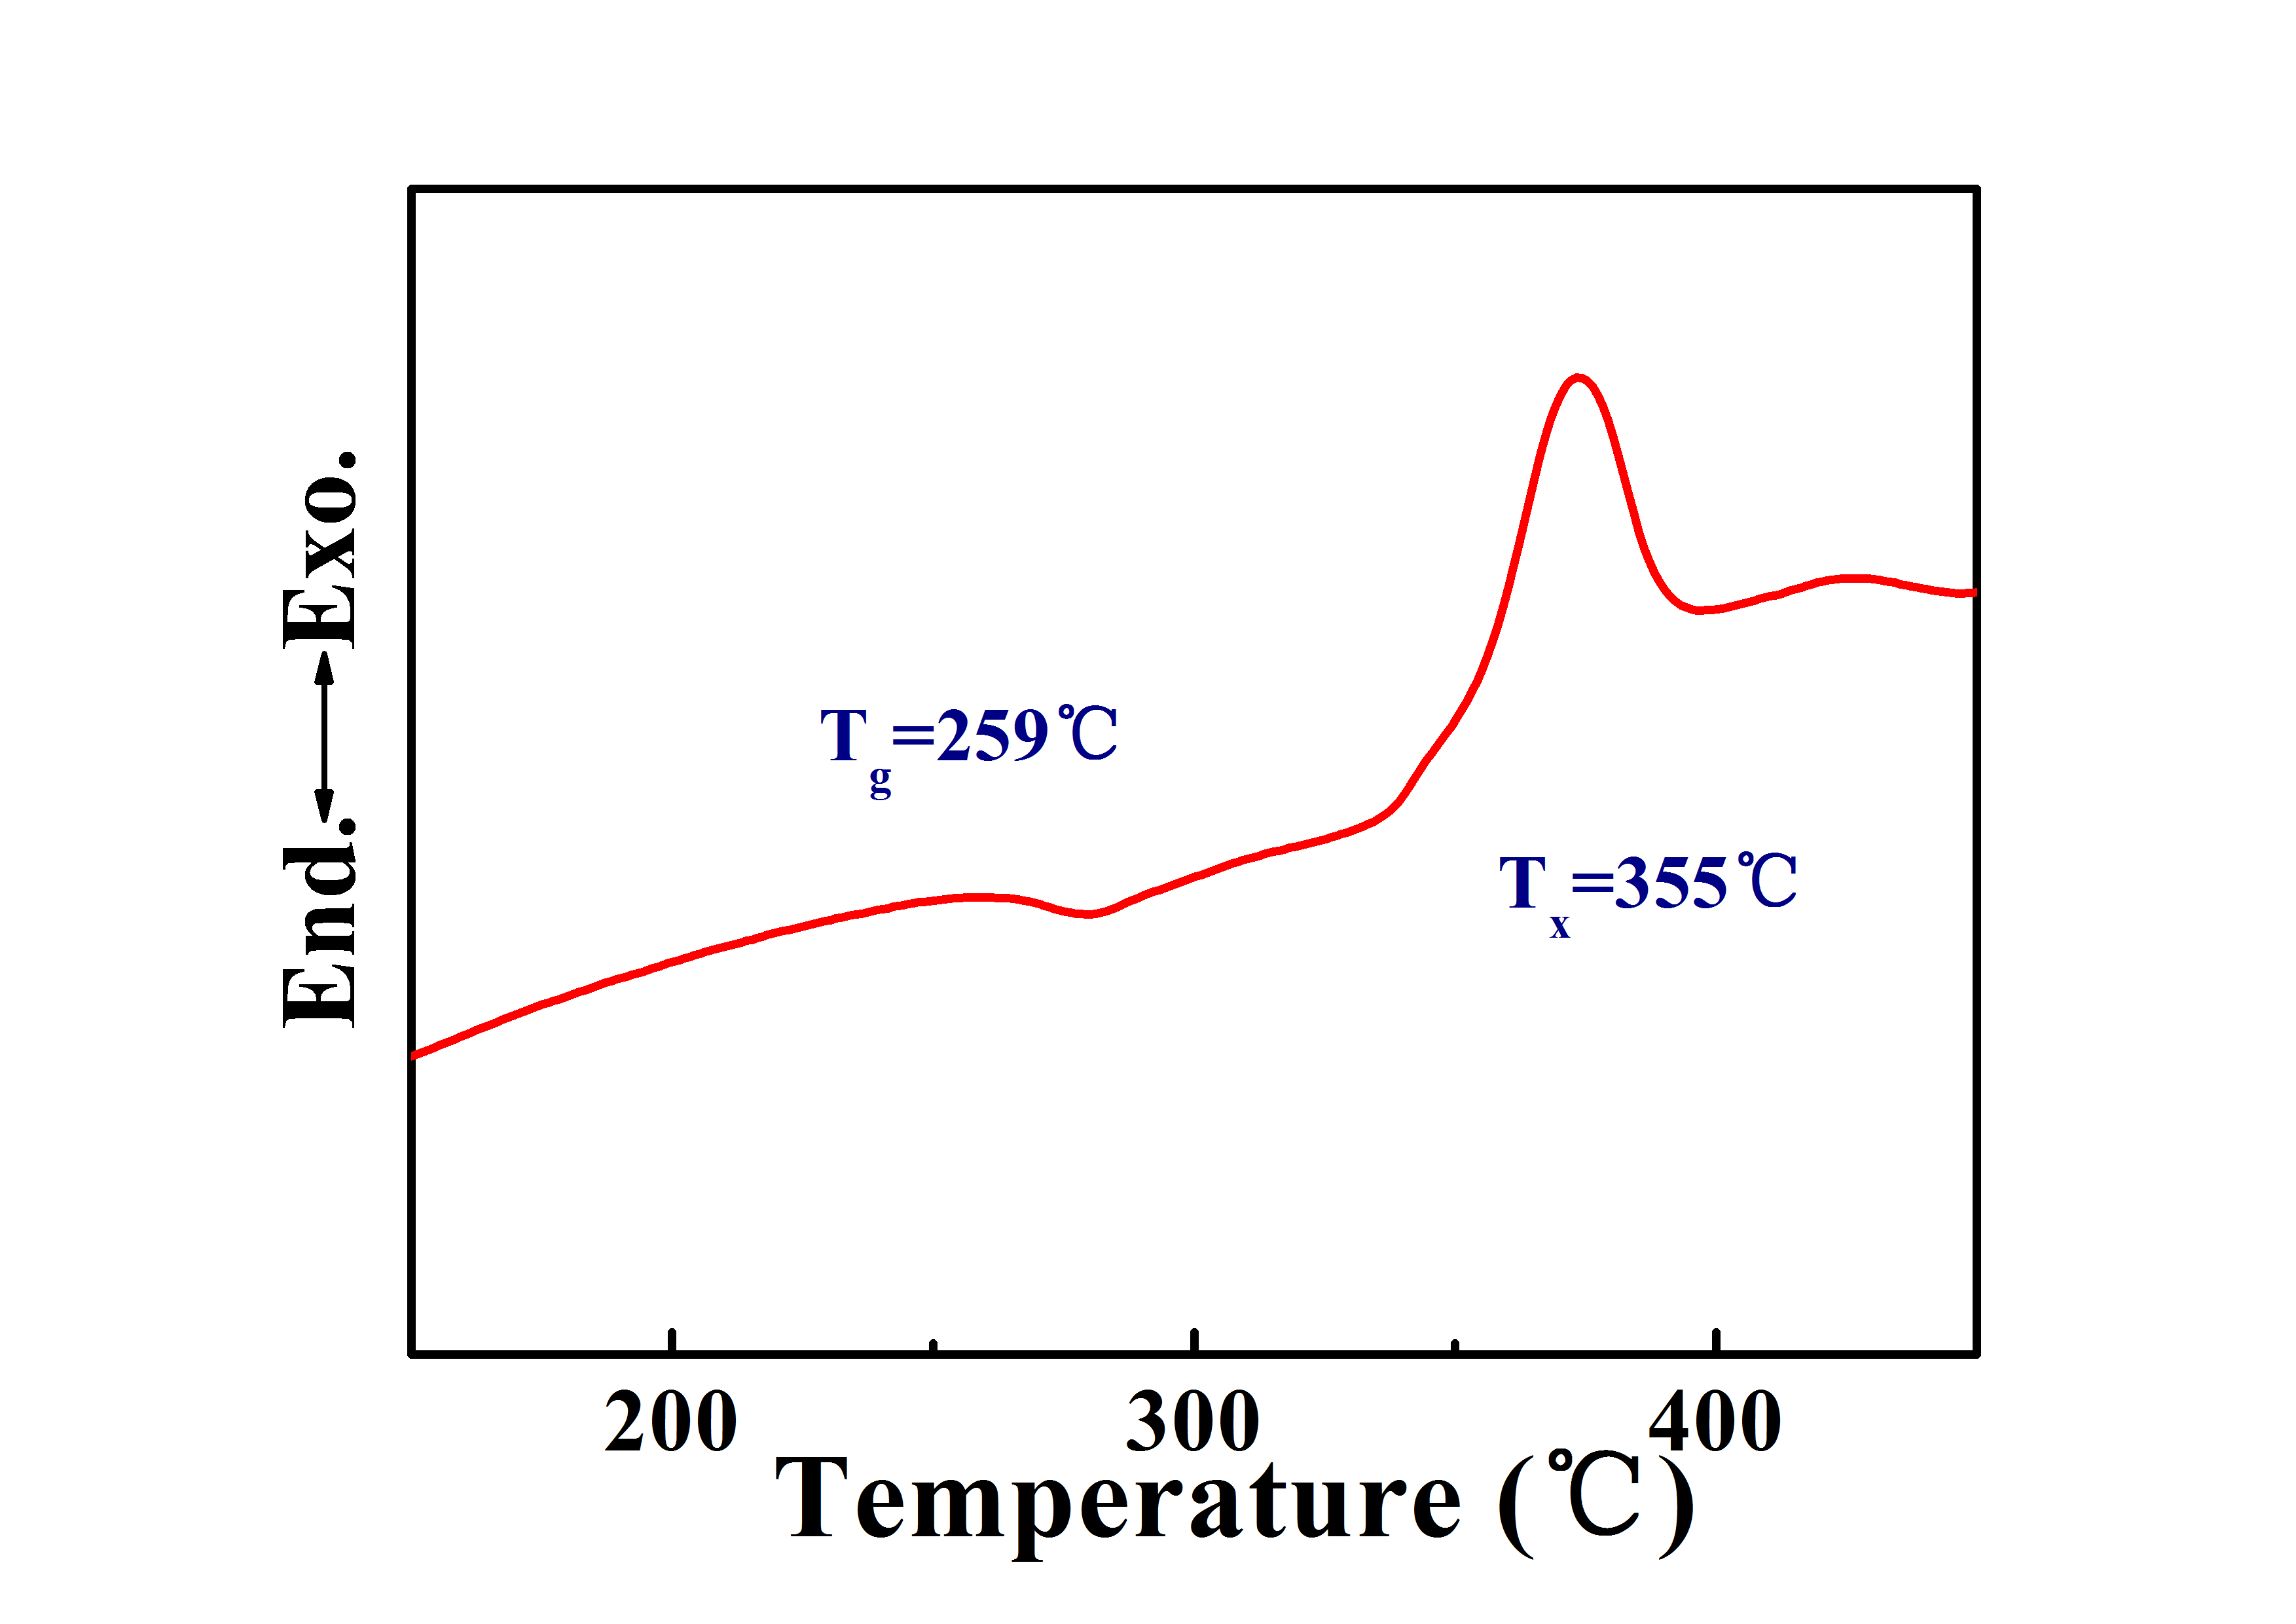 End.
Exo.
Tg=259℃
Tx=355℃
200
300
400
Temperature (℃)